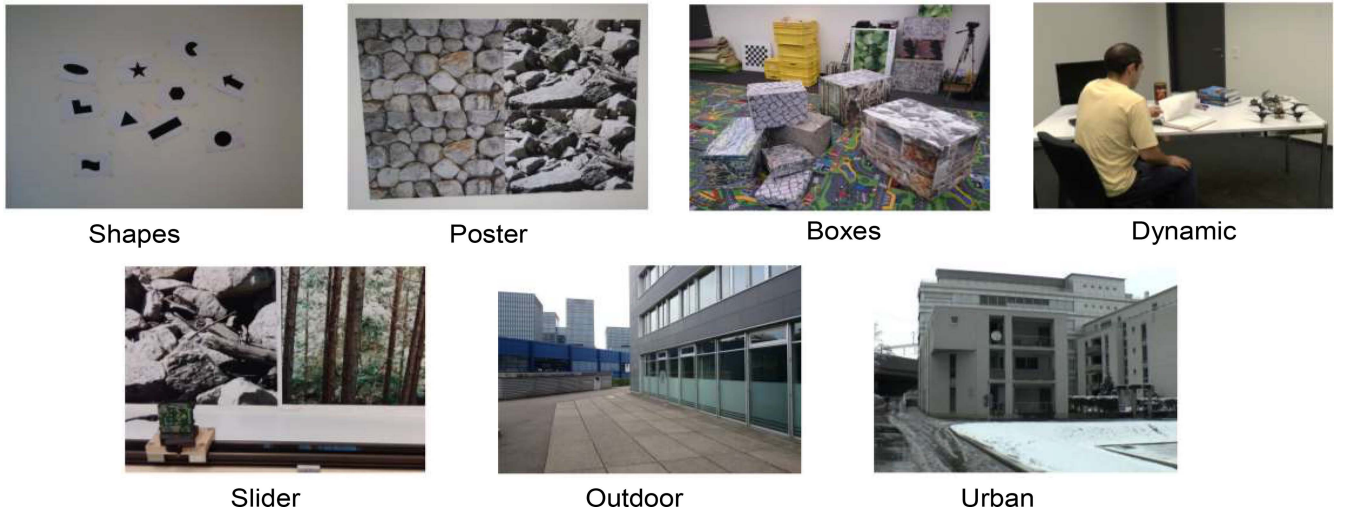 Shapes
Poster
Boxes
Dynamic
Slider
Outdoor
Urban